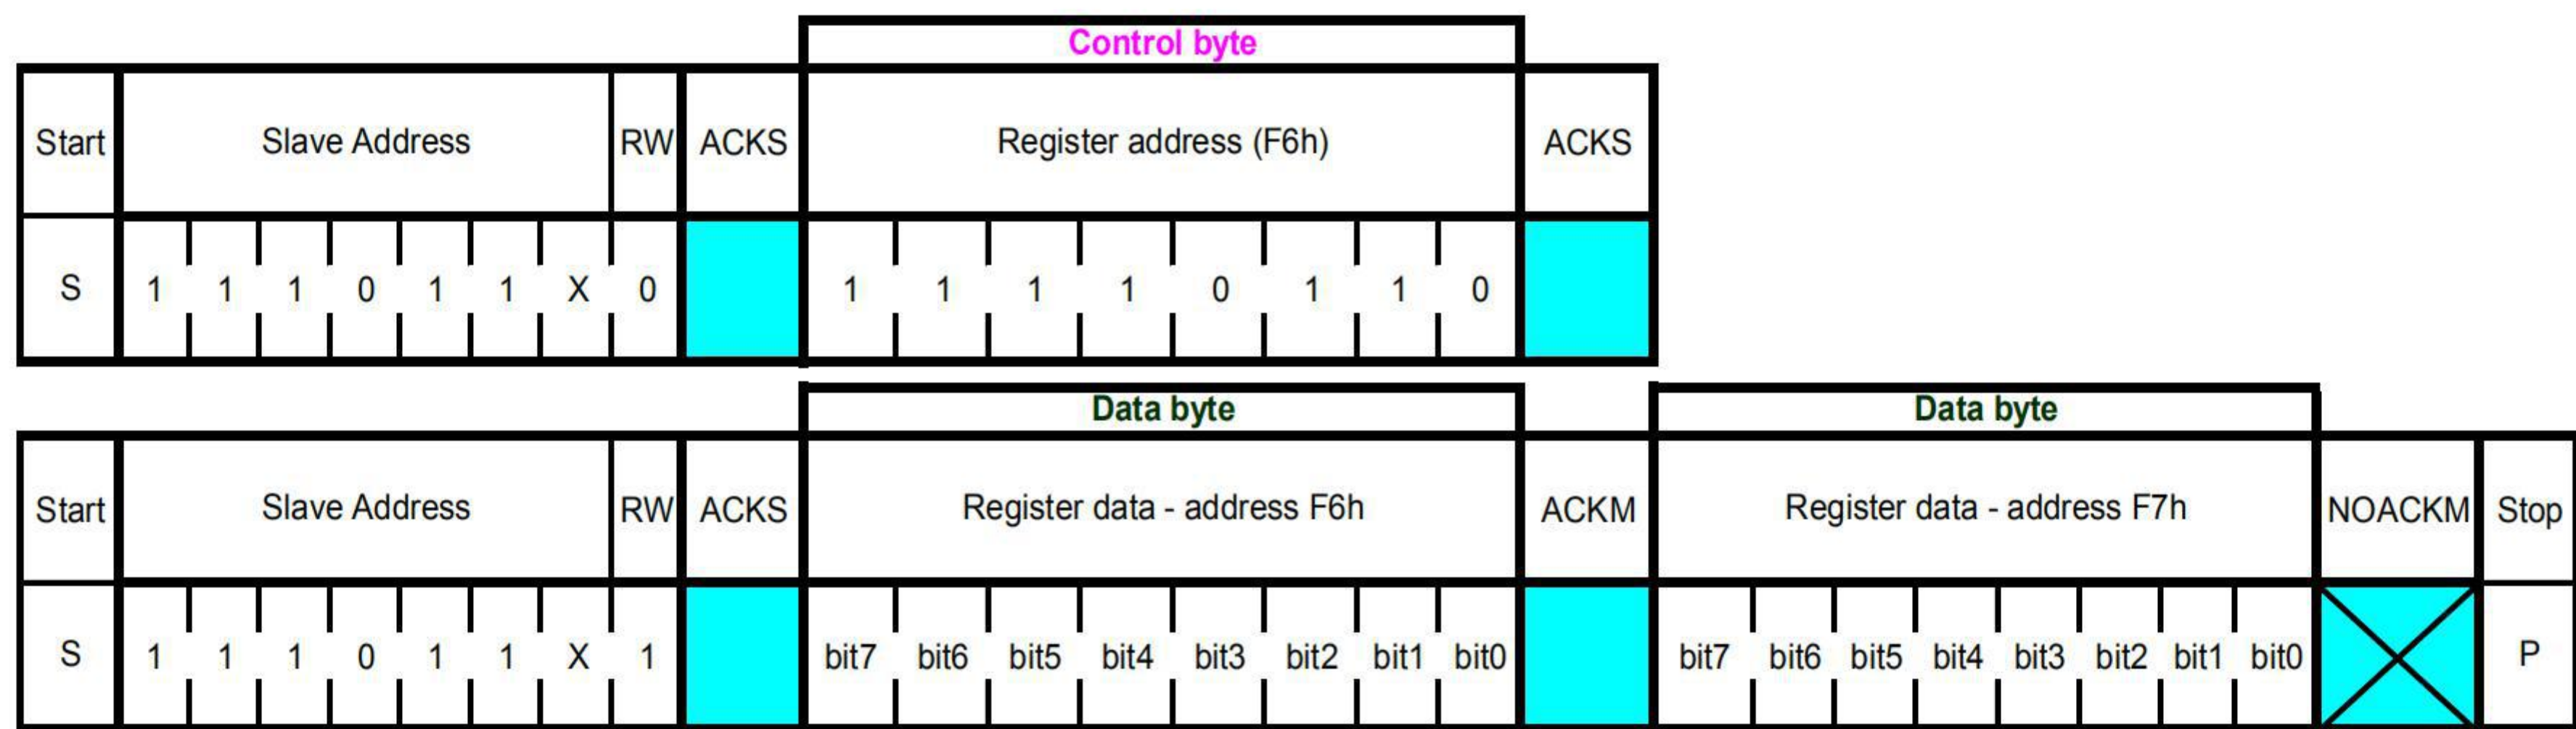 Control byte
Start Slave Address RW ACKS Register address (F6h) ACKS
S 1 1 1 0 1 1 X 0 1 1 1 1 0 1 1 0
Data byte Data byte
Start Slave Address RW ACKS Register data - address F6h ACKM Register data - address F7h NOACKM Stop
S 1 1 1 0 1 1 X 1 bit7 bit6 bit5 bit4 bit3 bit2 bit1 bit0 bit7 bit6 bit5 bit4 bit3 bit2 bit1 bit0 P